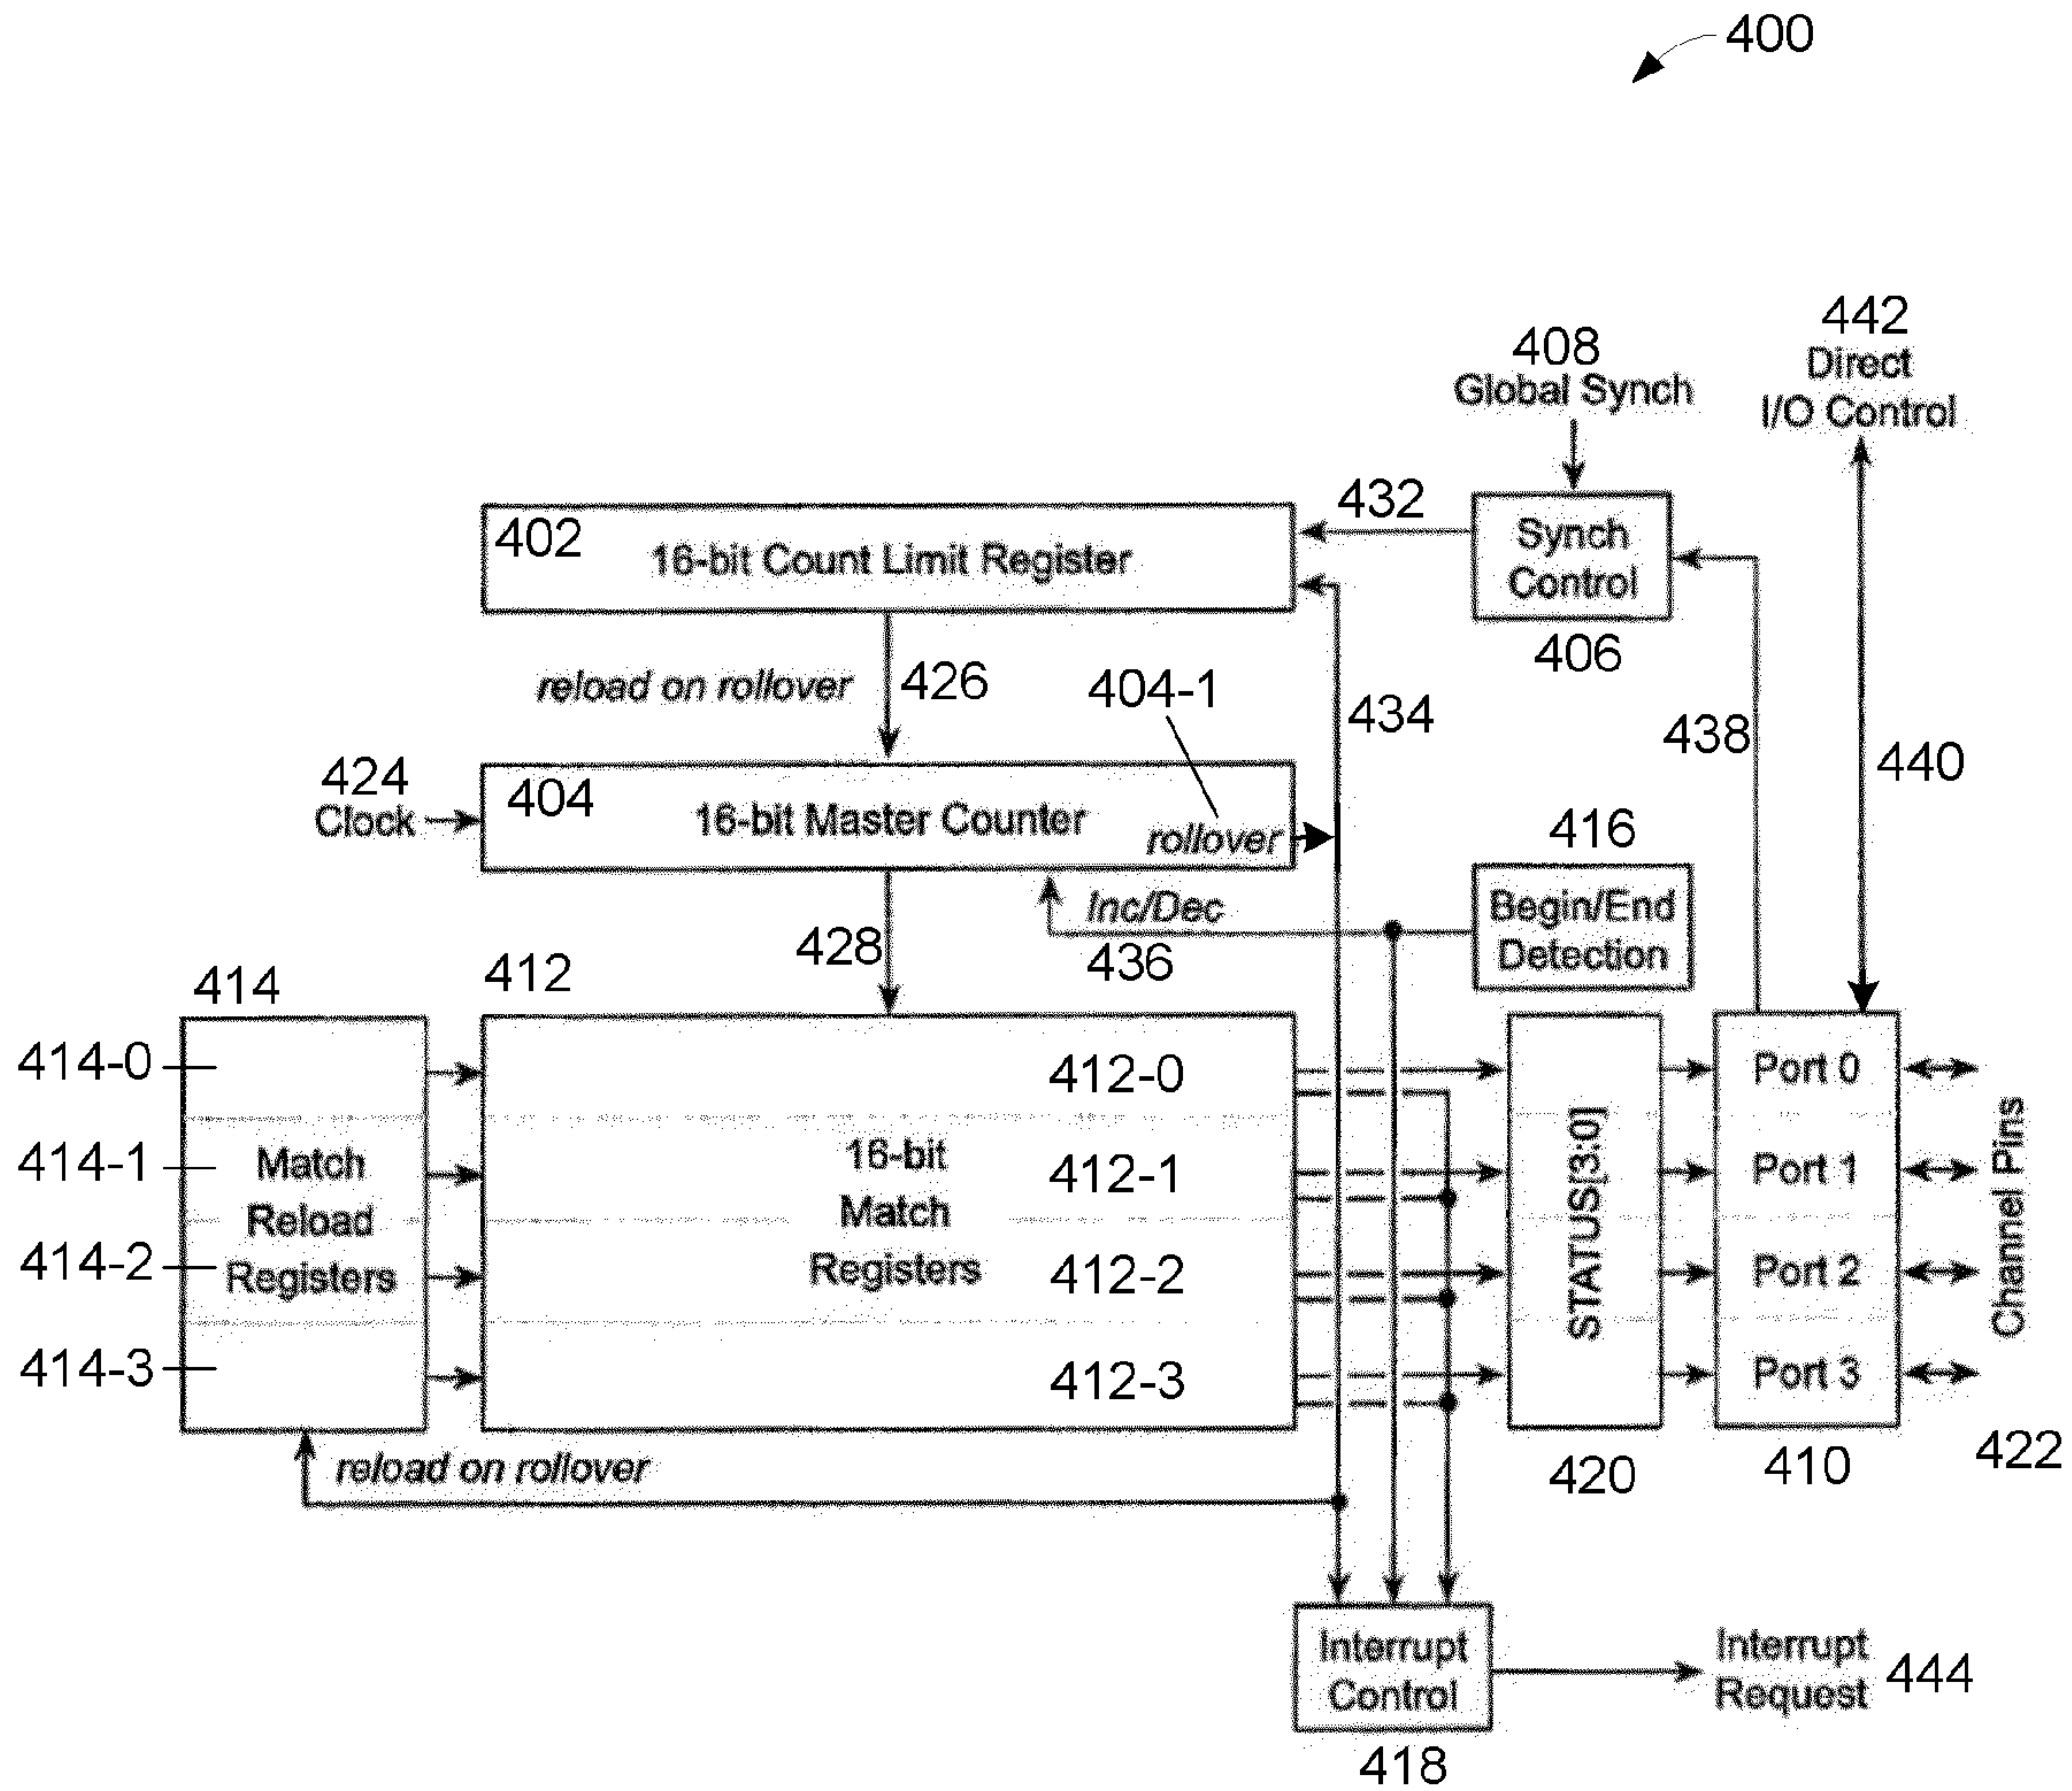 400
442
Direct
I/O Control
408
Global Synch
432
402
16-bit Count Limit Register
Synch
Control
406
reload on rollover
426
404-1
434
438
440
424
Clock
404
16-bit Master Counter
rollover
416
Begin/End
Detection
Inc/Dec
436
428
414
412
414-0
414-1
414-2
414-3
Match
Reload
Registers
16-bit
Match
Registers
412-0
412-1
412-2
412-3
STATUS[3:0]
Port 0
Port 1
Port 2
Port 3
Channel Pins
422
420
410
reload on rollover
Interrupt
Control
418
Interrupt
Request
444